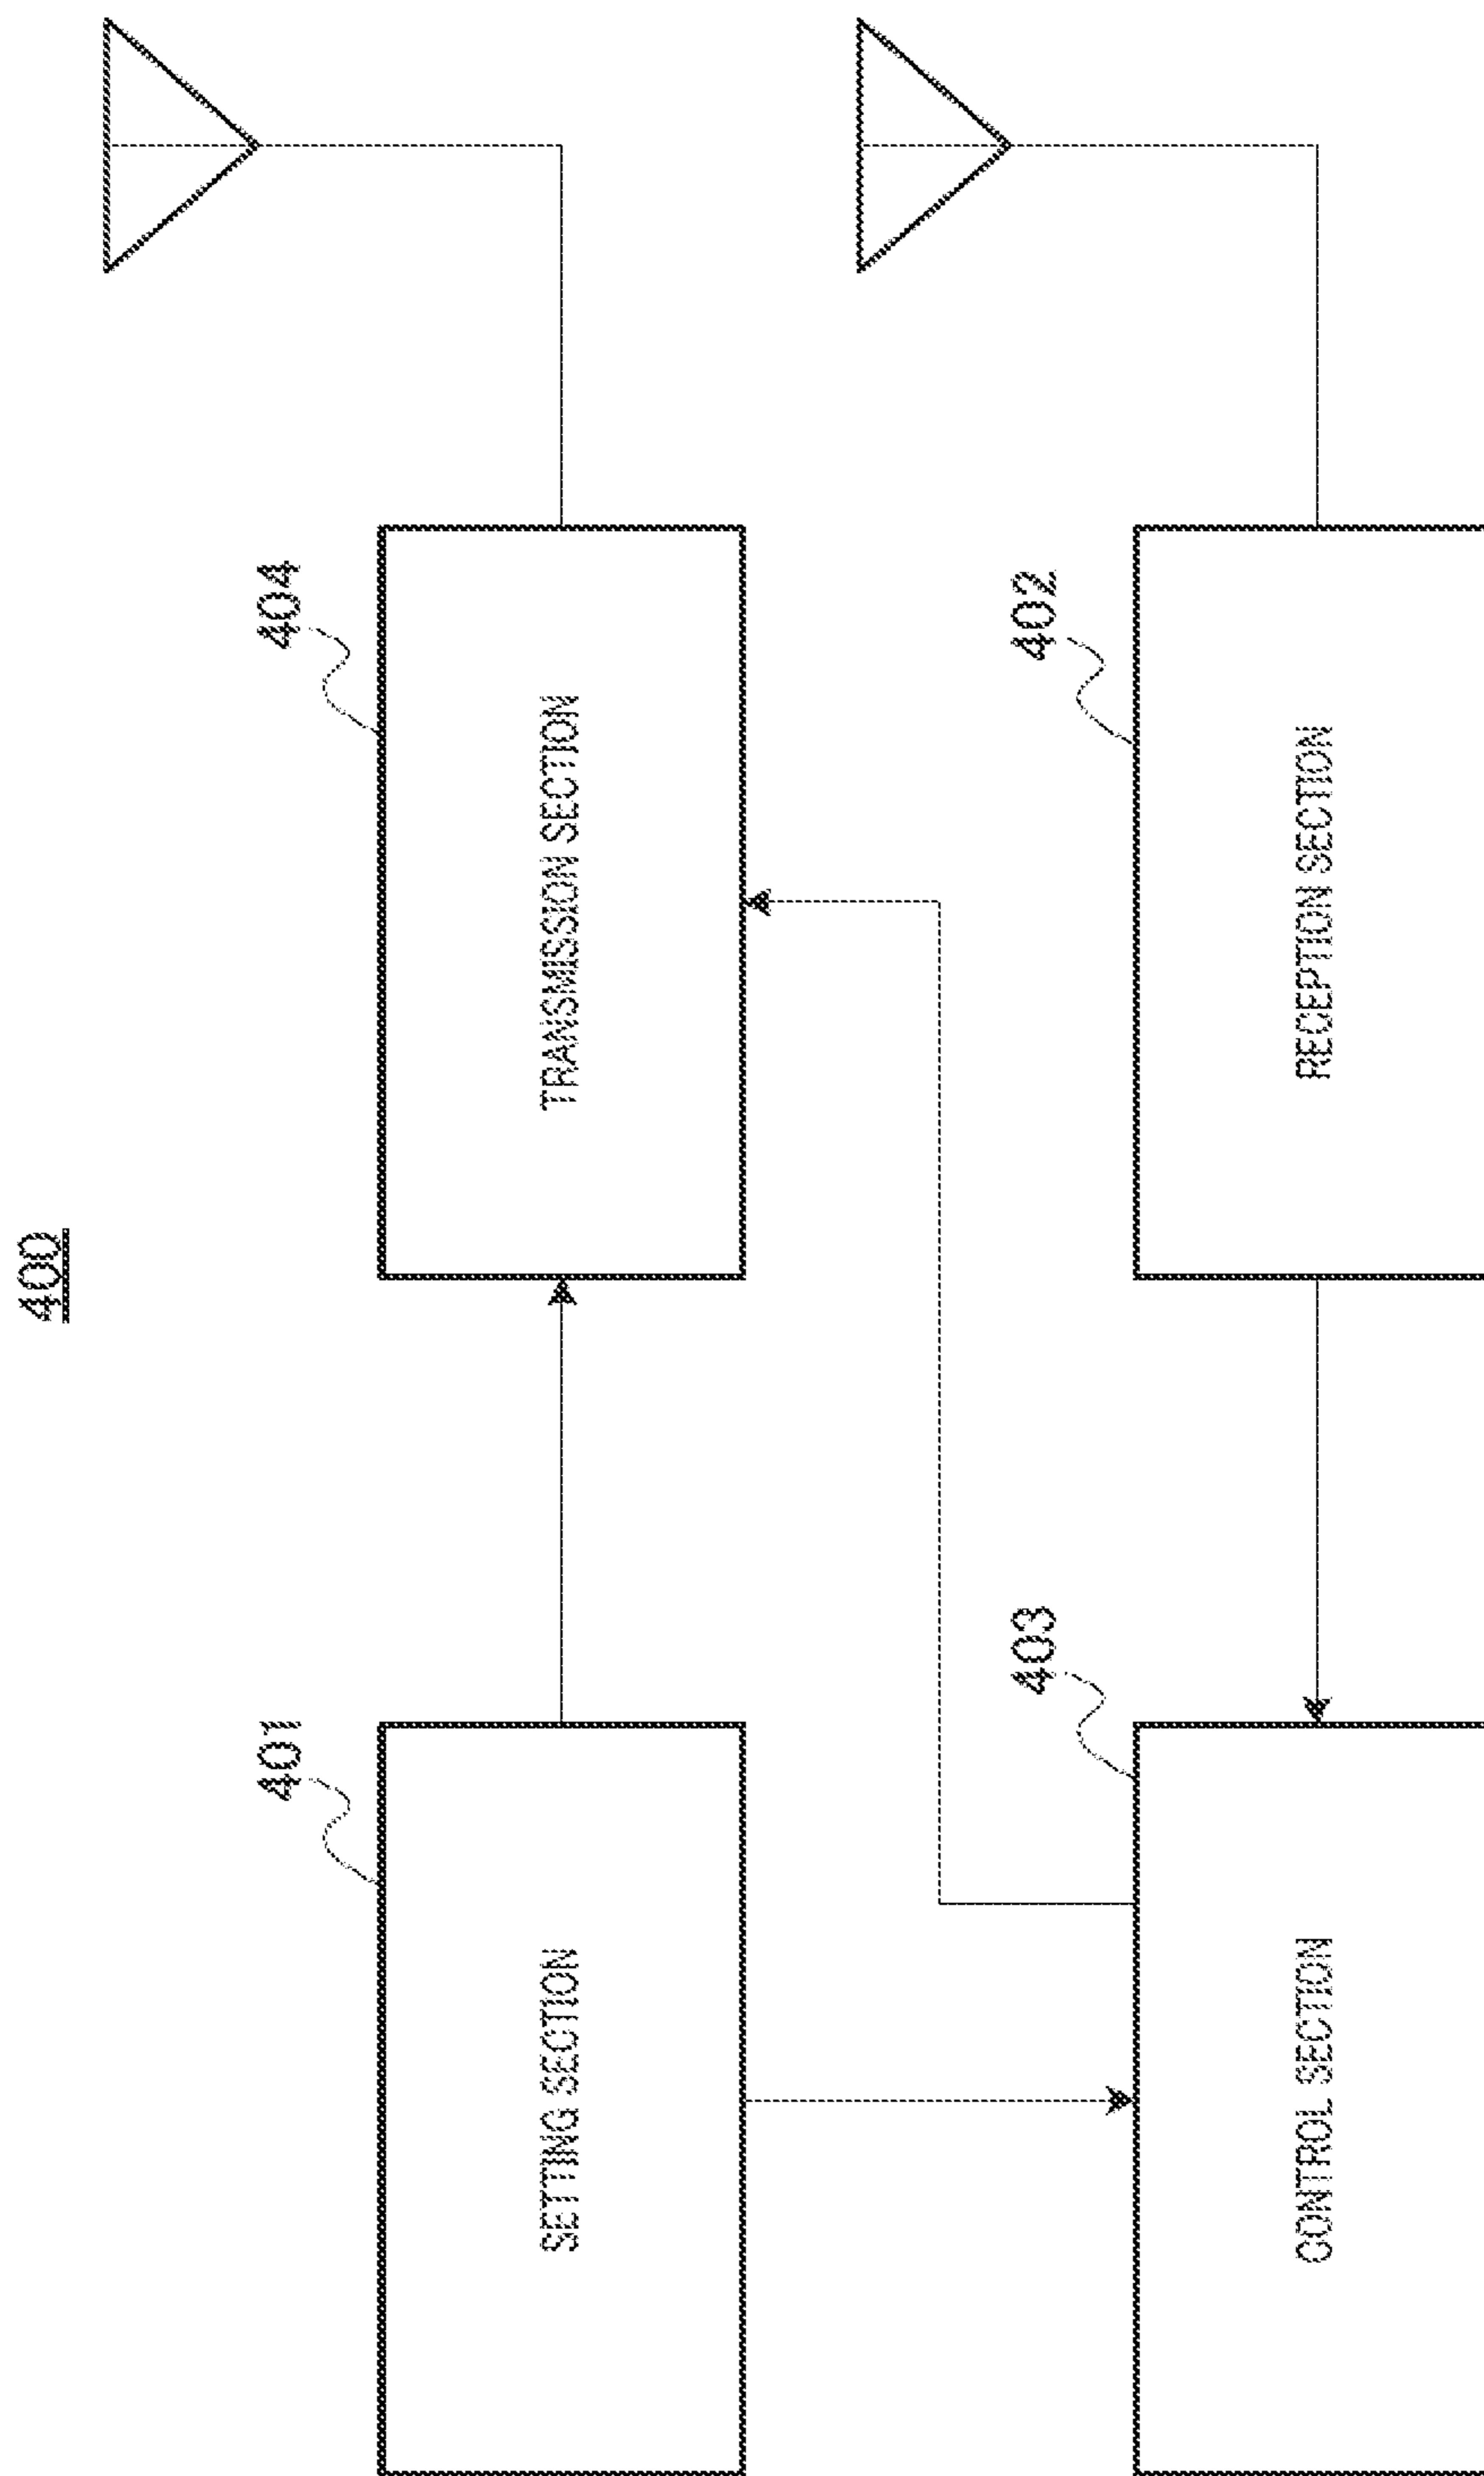 400
401
SETTING SECTION
404
TRANSMISSION SECTION
403
CONTROL SECTION
402
RECEPTION SECTION